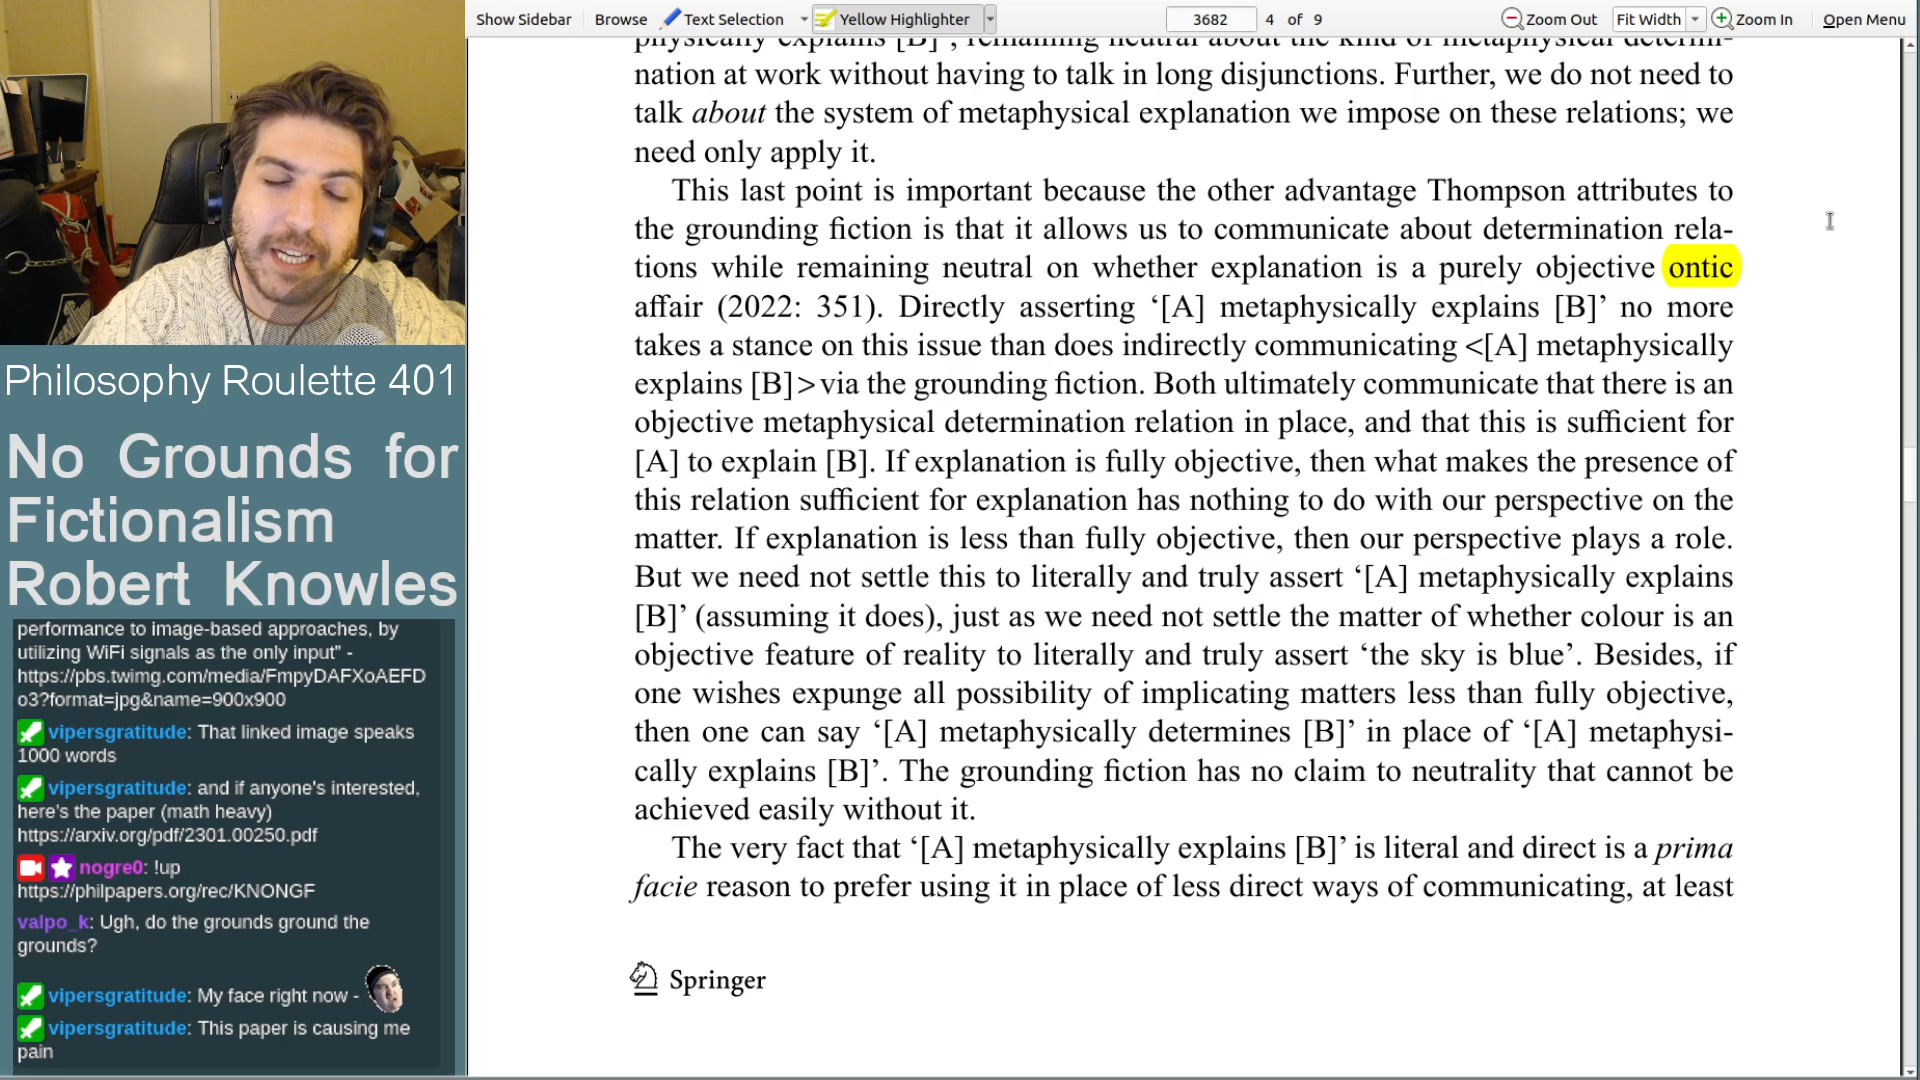 Show Sidebar Browse Text Selection Yellow Highlighter 3682 4 of 9 Zoom Out Fit Width Zoom In Open Menu
physically explains [B]’, remaining neutral about the kind of metaphysical determi-
nation at work without having to talk in long disjunctions. Further, we do not need to
talk about the system of metaphysical explanation we impose on these relations; we
need only apply it.
This last point is important because the other advantage Thompson attributes to
the grounding fiction is that it allows us to communicate about determination rela-
tions while remaining neutral on whether explanation is a purely objective ontic
affair (2022: 351). Directly asserting ‘[A] metaphysically explains [B]’ no more
takes a stance on this issue than does indirectly communicating <[A] metaphysically
explains [B]> via the grounding fiction. Both ultimately communicate that there is an
objective metaphysical determination relation in place, and that this is sufficient for
[A] to explain [B]. If explanation is fully objective, then what makes the presence of
this relation sufficient for explanation has nothing to do with our perspective on the
matter. If explanation is less than fully objective, then our perspective plays a role.
But we need not settle this to literally and truly assert ‘[A] metaphysically explains
[B]’ (assuming it does), just as we need not settle the matter of whether colour is an
objective feature of reality to literally and truly assert ‘the sky is blue’. Besides, if
one wishes expunge all possibility of implicating matters less than fully objective,
then one can say ‘[A] metaphysically determines [B]’ in place of ‘[A] metaphysi-
cally explains [B]’. The grounding fiction has no claim to neutrality that cannot be
achieved easily without it.
The very fact that ‘[A] metaphysically explains [B]’ is literal and direct is a prima
facie reason to prefer using it in place of less direct ways of communicating, at least
Springer
Philosophy Roulette 401
No Grounds for
Fictionalism
Robert Knowles
performance to image-based approaches, by
utilizing WiFi signals as the only input" -
https://pbs.twimg.com/media/FmpyDAFXoAEFD
o3?format=jpg&name=900x900
vipersgratitude: That linked image speaks
1000 words
vipersgratitude: and if anyone's interested,
here's the paper (math heavy)
https://arxiv.org/pdf/2301.00250.pdf
nogre0: !up
https://philpapers.org/rec/KNONGF
valpo_k: Ugh, do the grounds ground the
grounds?
vipersgratitude: My face right now -
vipersgratitude: This paper is causing me
pain